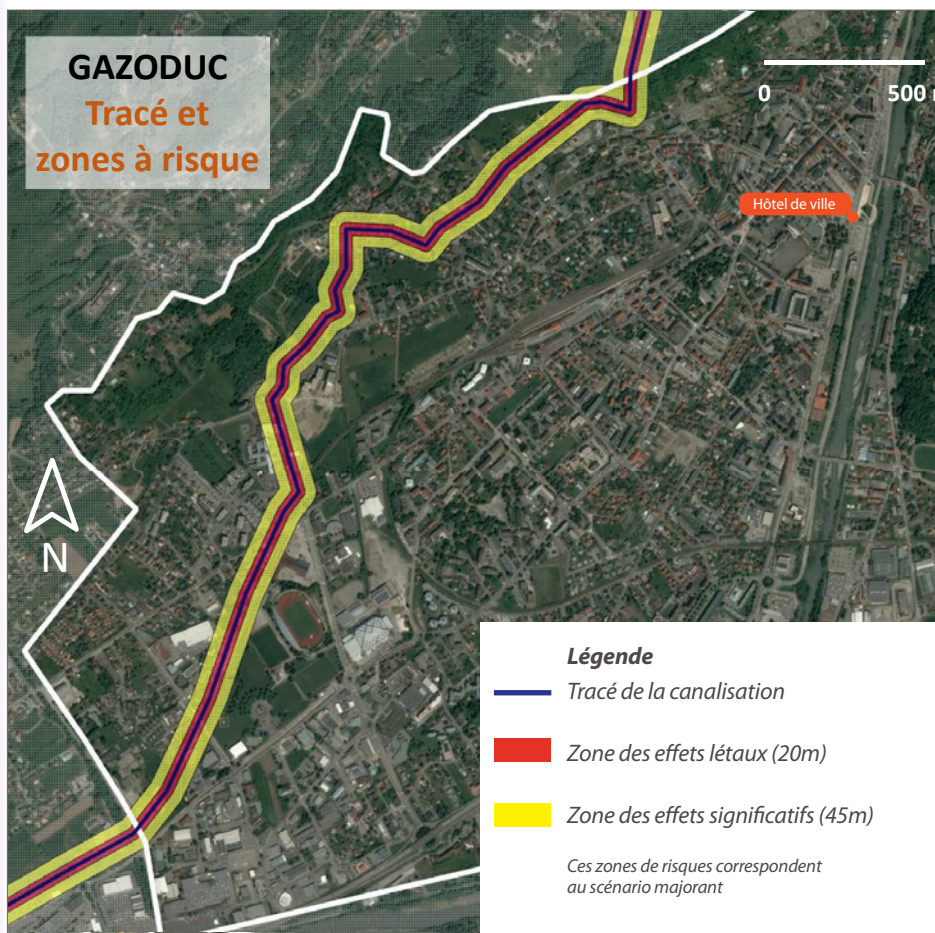 GAZODUC
Tracé et
zones à risque
0
500 m
Hôtel de ville
N
Légende
Tracé de la canalisation
Zone des effets létaux (20m)
Zone des effets significatifs (45m)
Ces zones de risques correspondent
au scénario majorant